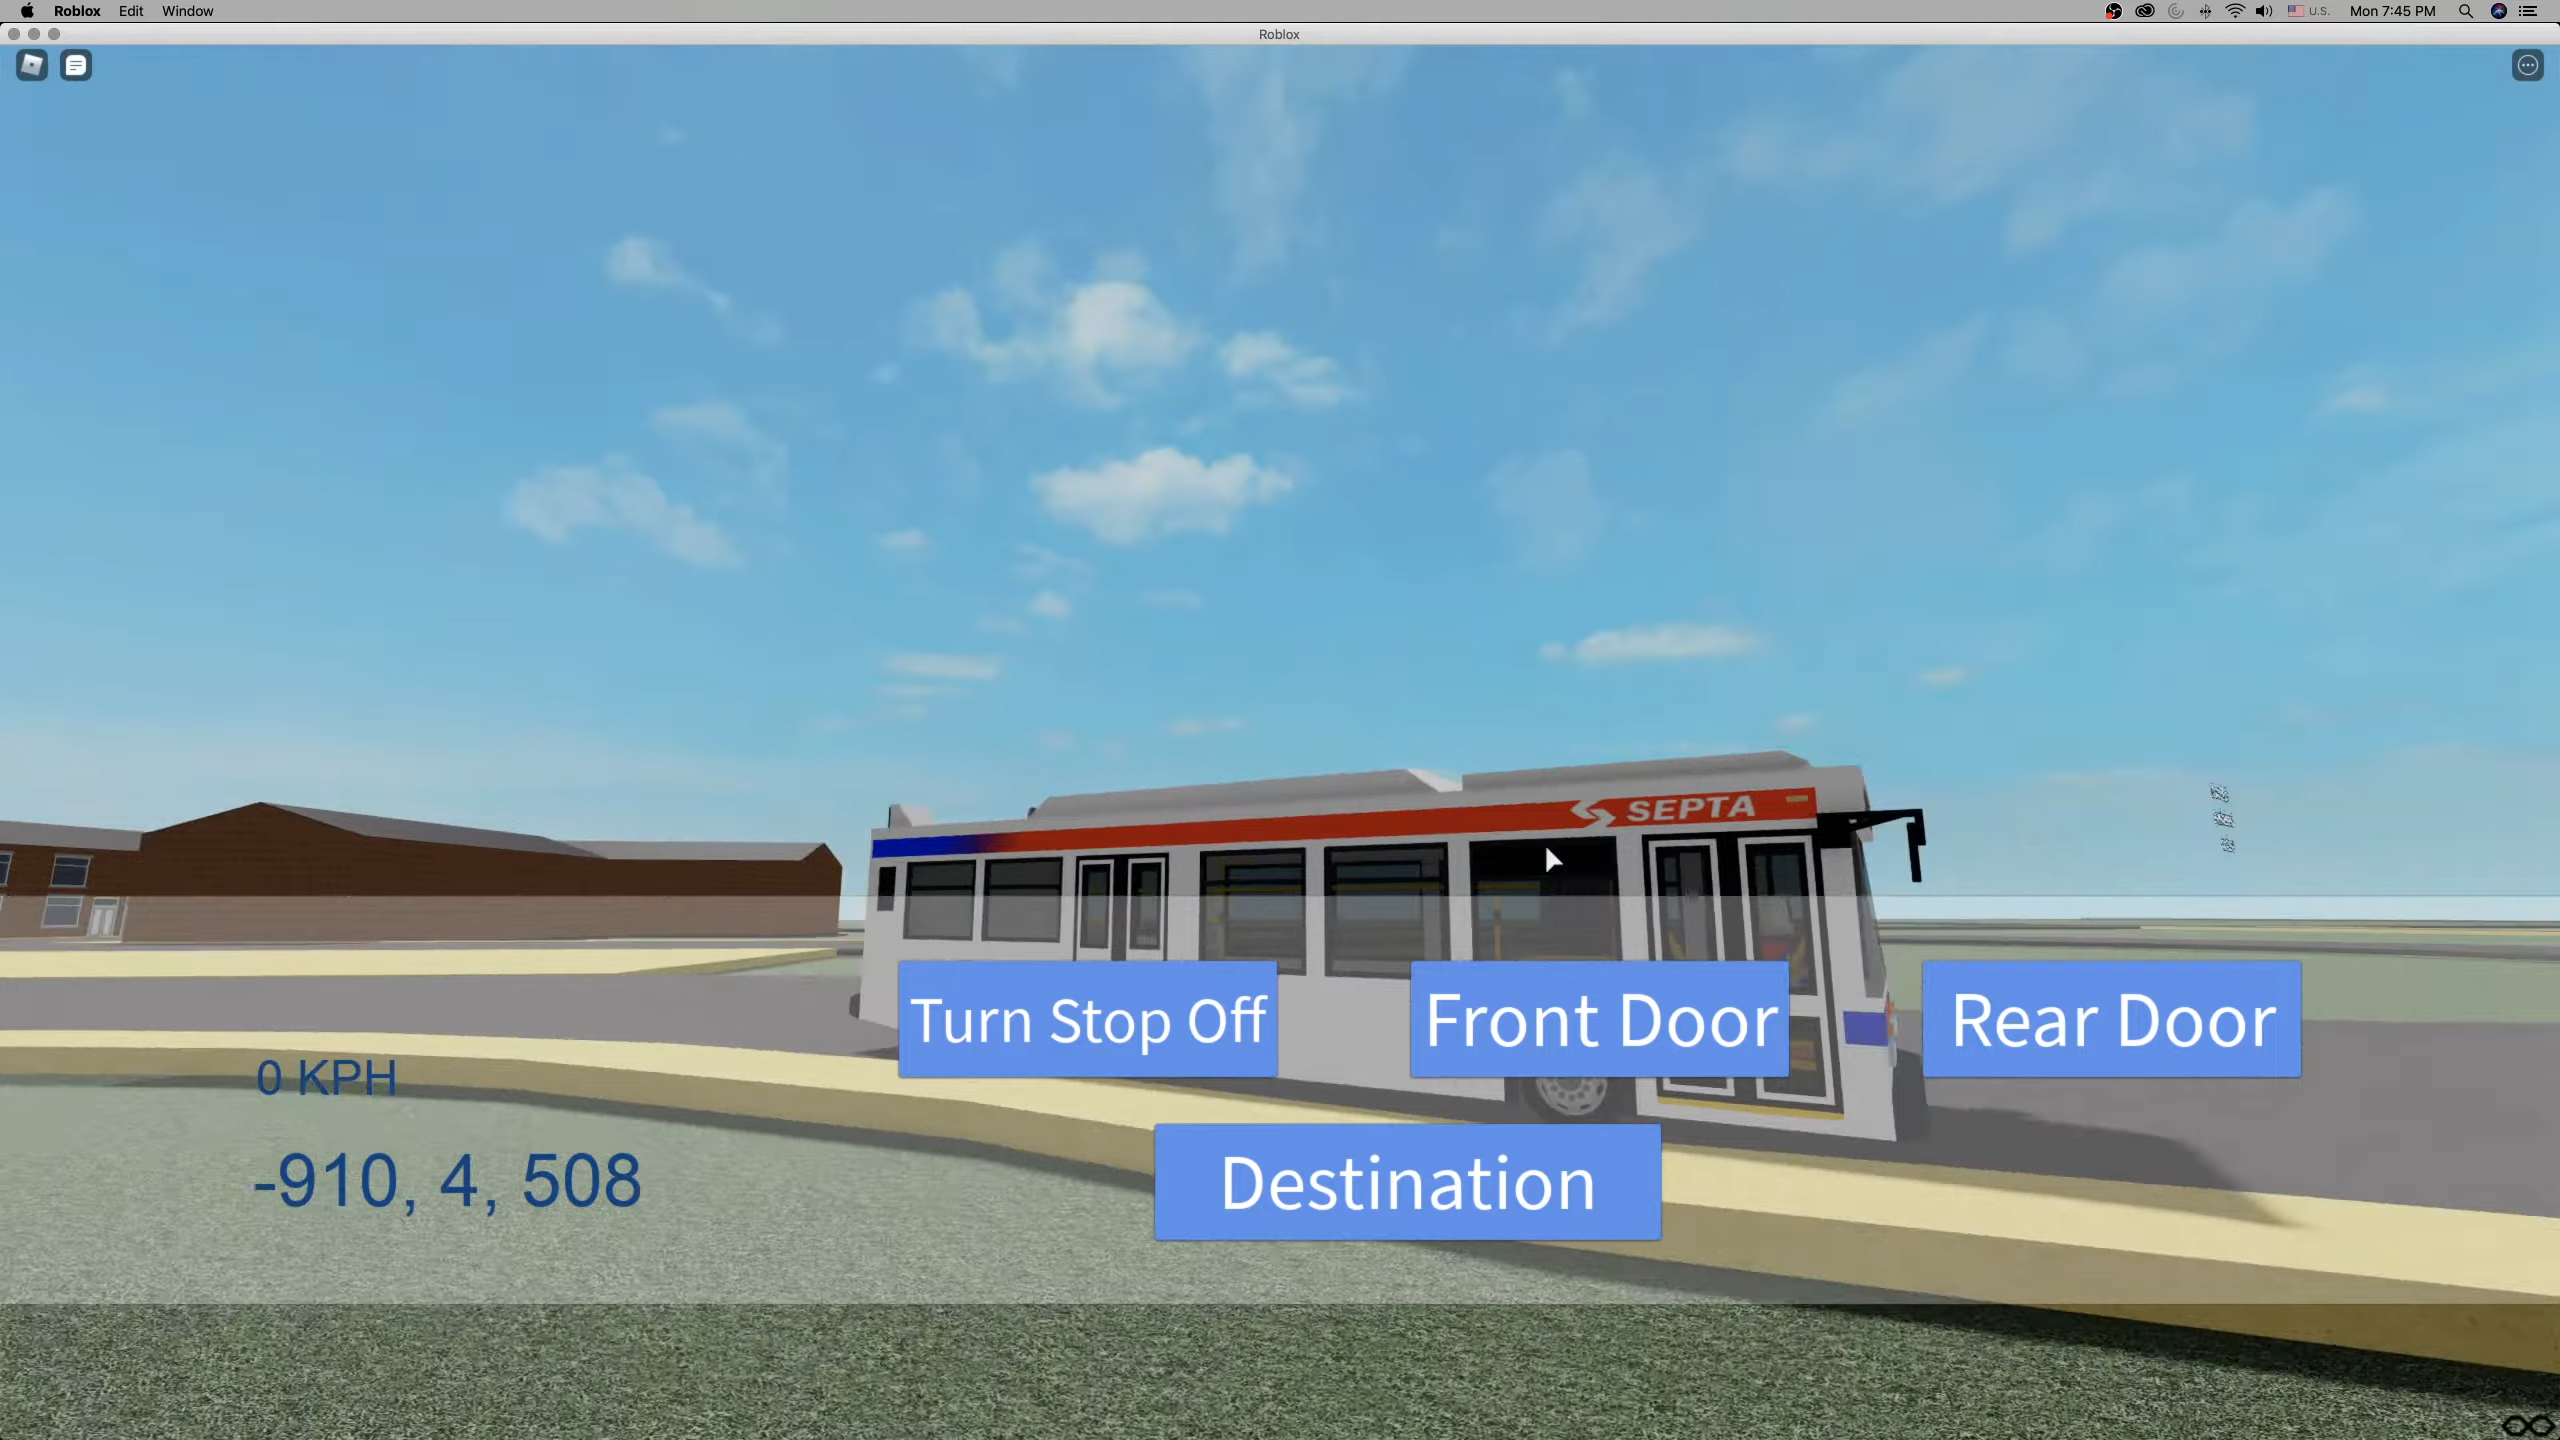 Roblox Edit Window
U.S. Mon 7:45 PM
Roblox
SEPTA
Turn Stop Off
Front Door
Rear Door
0 KPH
-910, 4, 508
Destination